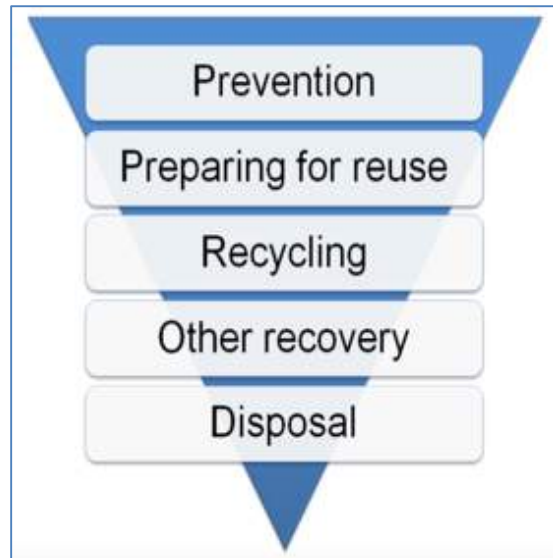 Prevention
Preparing for reuse
Recycling
Other recovery
Disposal